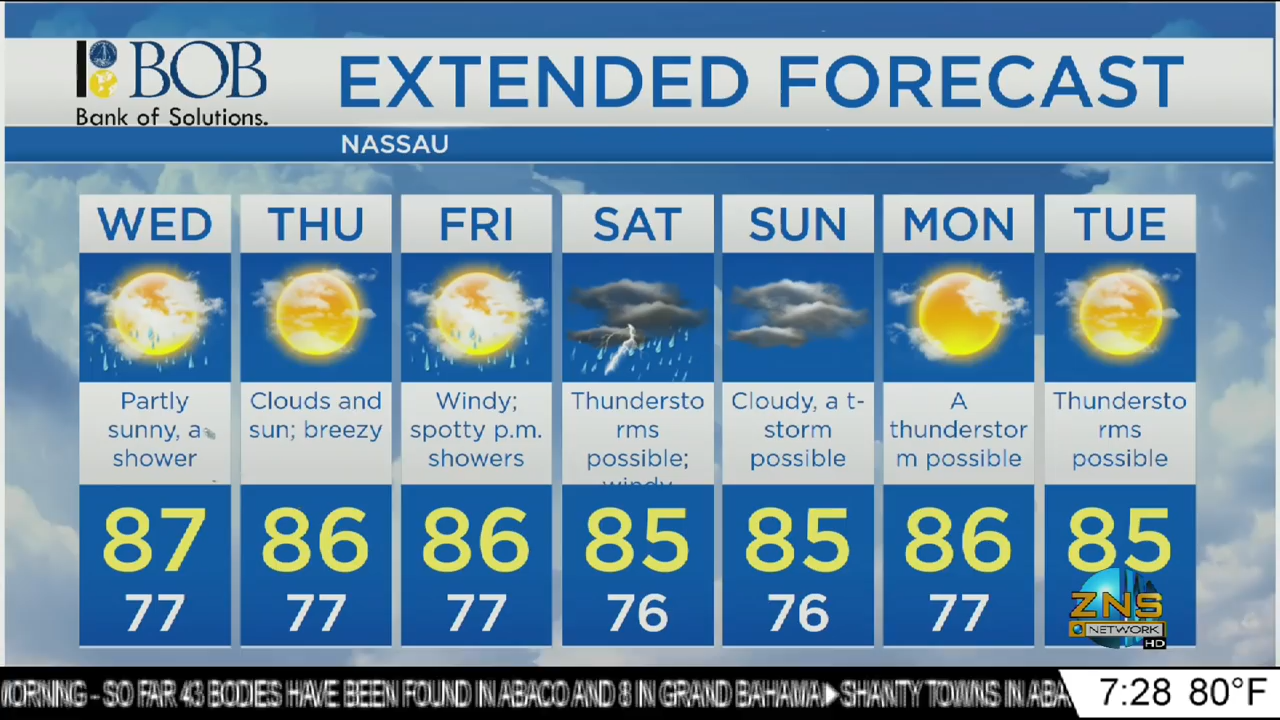 BOB
EXTENDED FORECAST
Bank of Solutions.
NASSAU
WED THU FRI SAT SUN MON TUE
Partly
sunny, a
shower
Clouds and
sun; breezy
Windy;
spotty p.m.
showers
Thundersto
rms
possible;
windy
Cloudy, a t-
storm
possible
A
thunderstor
m possible
Thundersto
rms
possible
87 86 86 85 85 86 85
77 77 77 76 76 77
ZNS
NETWORK
HD
MORNING - SO FAR 43 BODIES HAVE BEEN FOUND IN ABACO AND 8 IN GRAND BAHAMA ▶ SHANTY TOWNS IN ABA
7:28 80°F